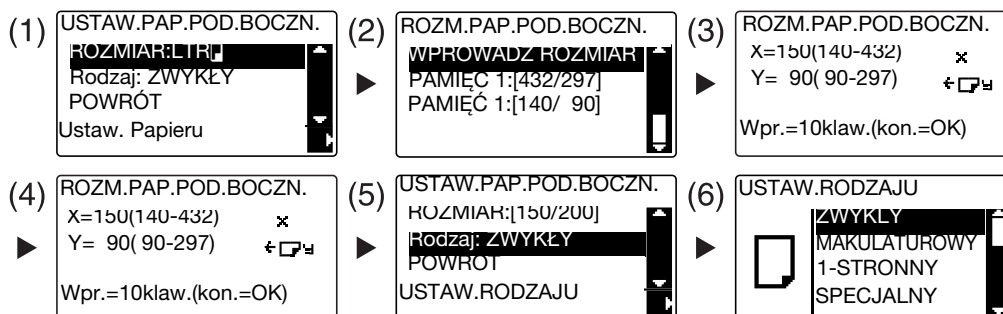 (1)
USTAW.PAP.POD.BOCZN.
ROZMIAR:LTR
Rodzaj: ZWYKŁY
POWRÓT
Ustaw. Papieru
(2)
ROZM.PAP.POD.BOCZN.
WPROWADZ ROZMIAR
PAMIĘĆ 1:[432/297]
PAMIĘĆ 1:[140/ 90]
(3)
ROZM.PAP.POD.BOCZN.
X=150(140-432) X
Y= 90( 90-297) Y
Wpr.=10klaw.(kon.=OK)
(4)
ROZM.PAP.POD.BOCZN.
X=150(140-432) X
Y= 90( 90-297) Y
Wpr.=10klaw.(kon.=OK)
(5)
USTAW.PAP.POD.BOCZN.
ROZMIAR:[150/200]
Rodzaj: ZWYKŁY
POWRÓT
USTAW.RODZAJU
(6)
USTAW.RODZAJU
ZWYKŁY
MAKULATUROWY
1-STRONNY
SPECJALNY